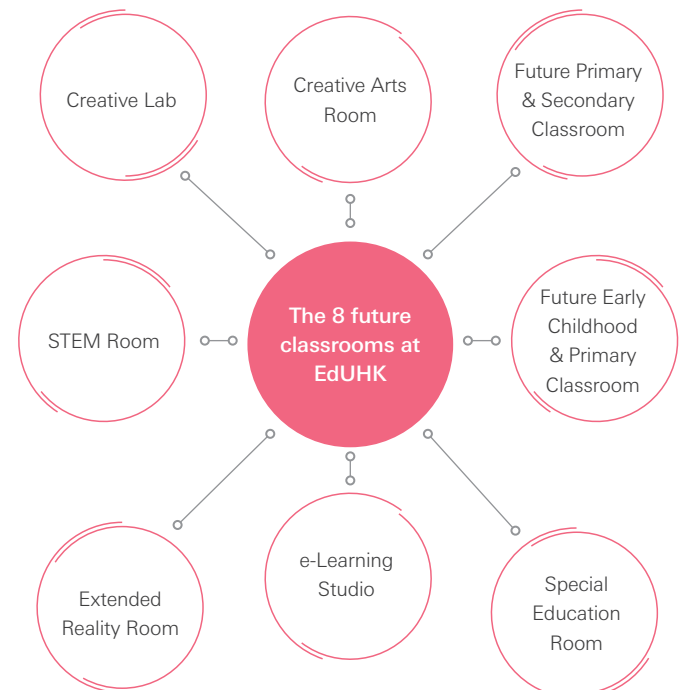 Creative Lab
Creative Arts
Room
Future Primary
& Secondary
Classroom
STEM Room
The 8 future
classrooms at
EdUHK
Future Early
Childhood
& Primary
Classroom
Extended
Reality Room
e-Learning
Studio
Special
Education
Room